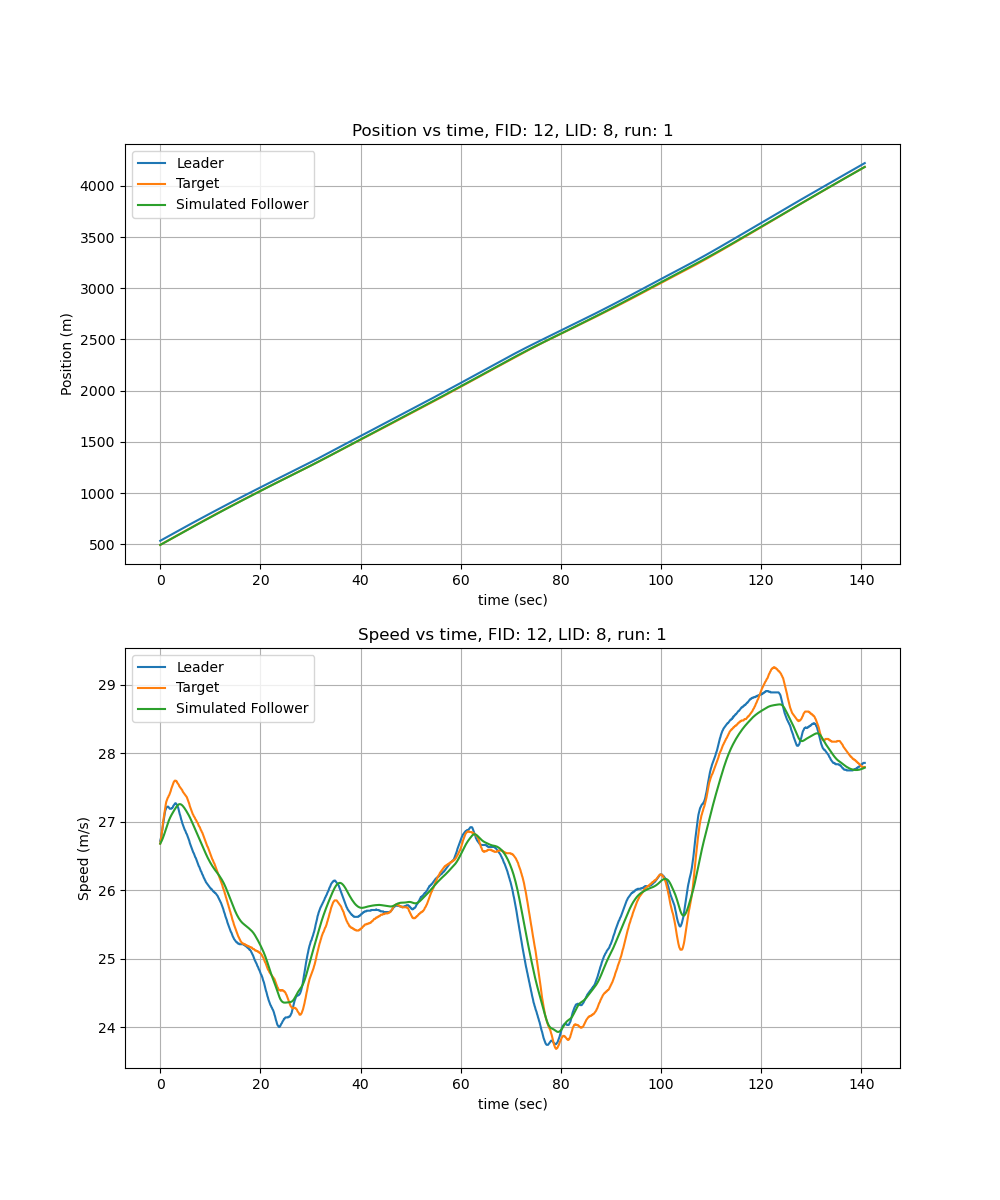 Position vs time, FID: 12, LID: 8, run: 1
Leader
Target
Simulated Follower
4000
3500
3000
2500
2000
1500
1000
500
Position (m)
0 20 40 60 80 100 120 140
time (sec)
Speed vs time, FID: 12, LID: 8, run: 1
Leader
Target
Simulated Follower
29
28
27
26
25
24
Speed (m/s)
0 20 40 60 80 100 120 140
time (sec)